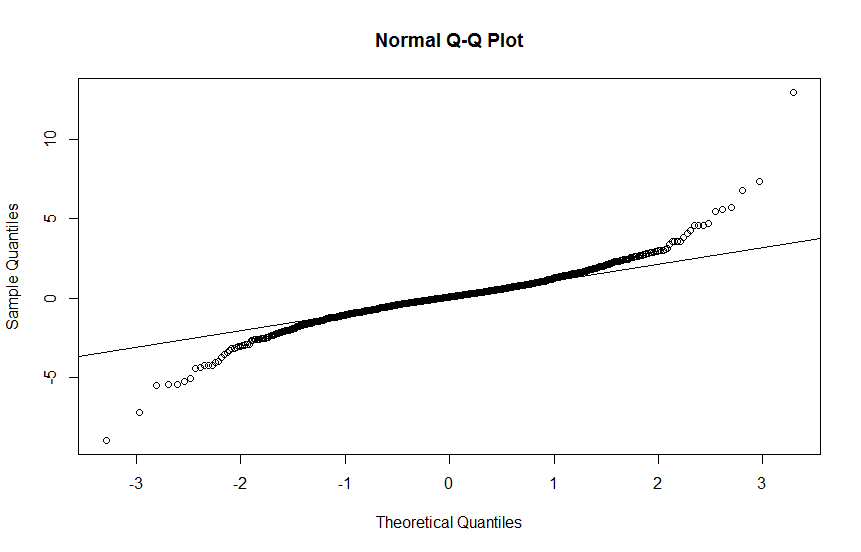 Normal Q-Q Plot
Sample Quantiles
10
5
0
-5
-3 -2 -1 0 1 2 3
Theoretical Quantiles